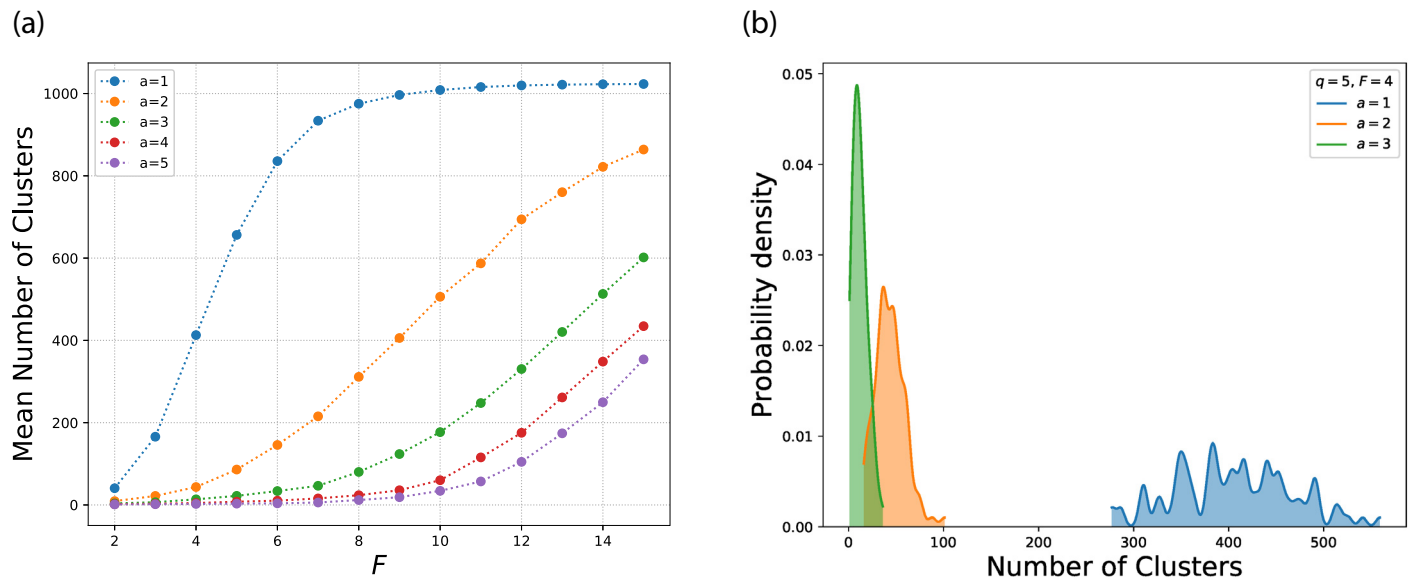 (a)
(b)
Mean Number of Clusters
1000
800
600
400
200
0
a=1
a=2
a=3
a=4
a=5
2
4
6
8
10
12
14
F
Probability density
0.05
0.04
0.03
0.02
0.01
0.00
q = 5, F = 4
a = 1
a = 2
a = 3
0
100
200
300
400
500
Number of Clusters